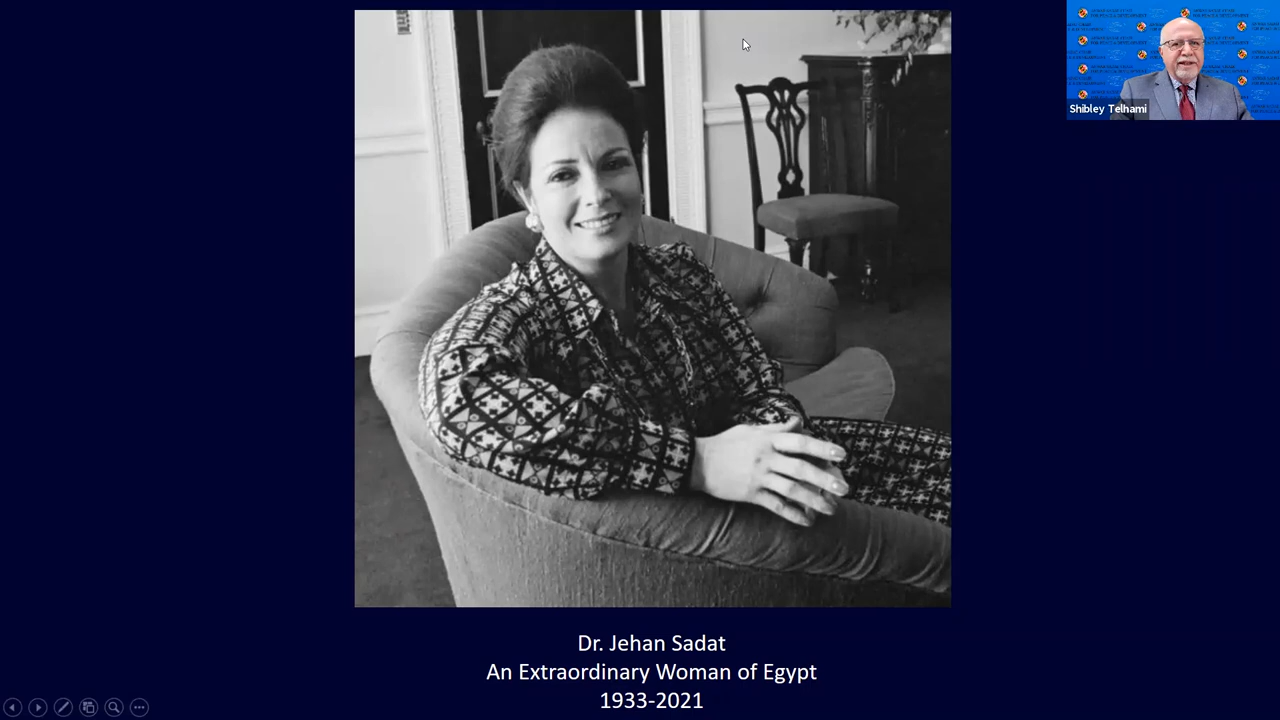 Shibley Telhami
Dr. Jehan Sadat
An Extraordinary Woman of Egypt
1933-2021